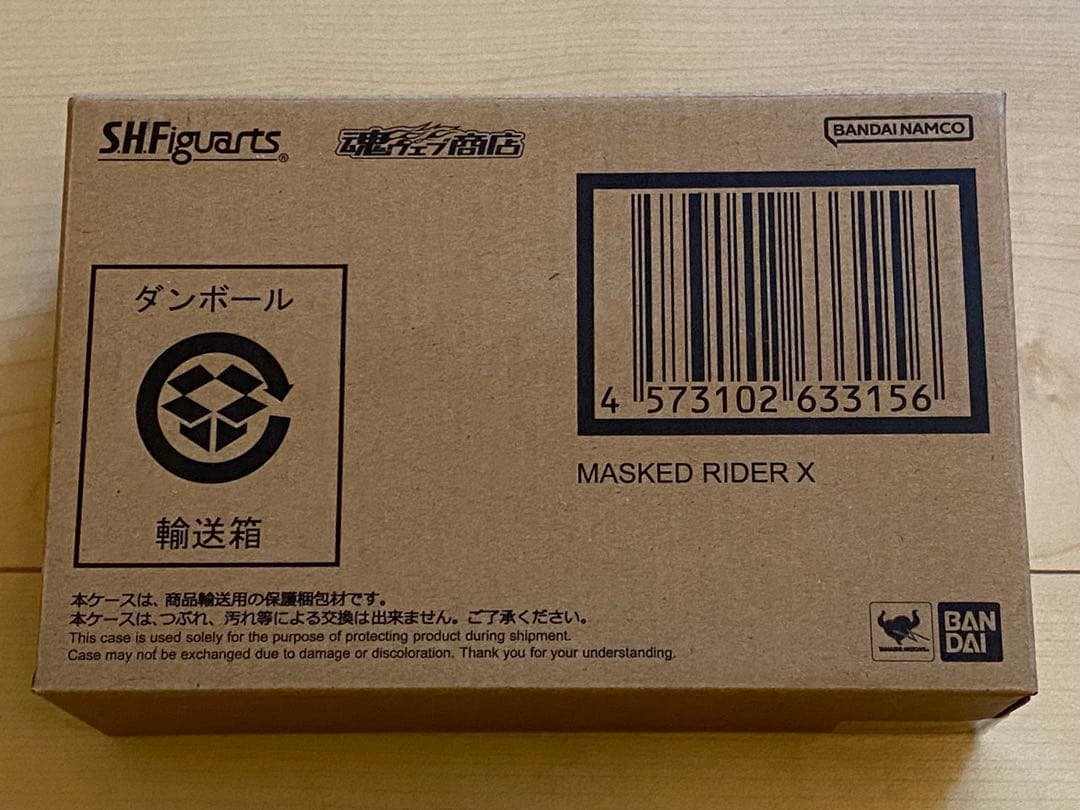 S.H.Figuarts®
魂ウェブ商店
BANDAI NAMCO
4 573102 633156
MASKED RIDER X
ダンボール
輸送箱
本ケースは、商品輸送用の保護梱包材です。
本ケースは、つぶれ、汚れ等による交換は出来ません。ご了承ください。
This case is used solely for the purpose of protecting product during shipment.
Case may not be exchanged due to damage or discoloration. Thank you for your understanding.
BAN
DAI